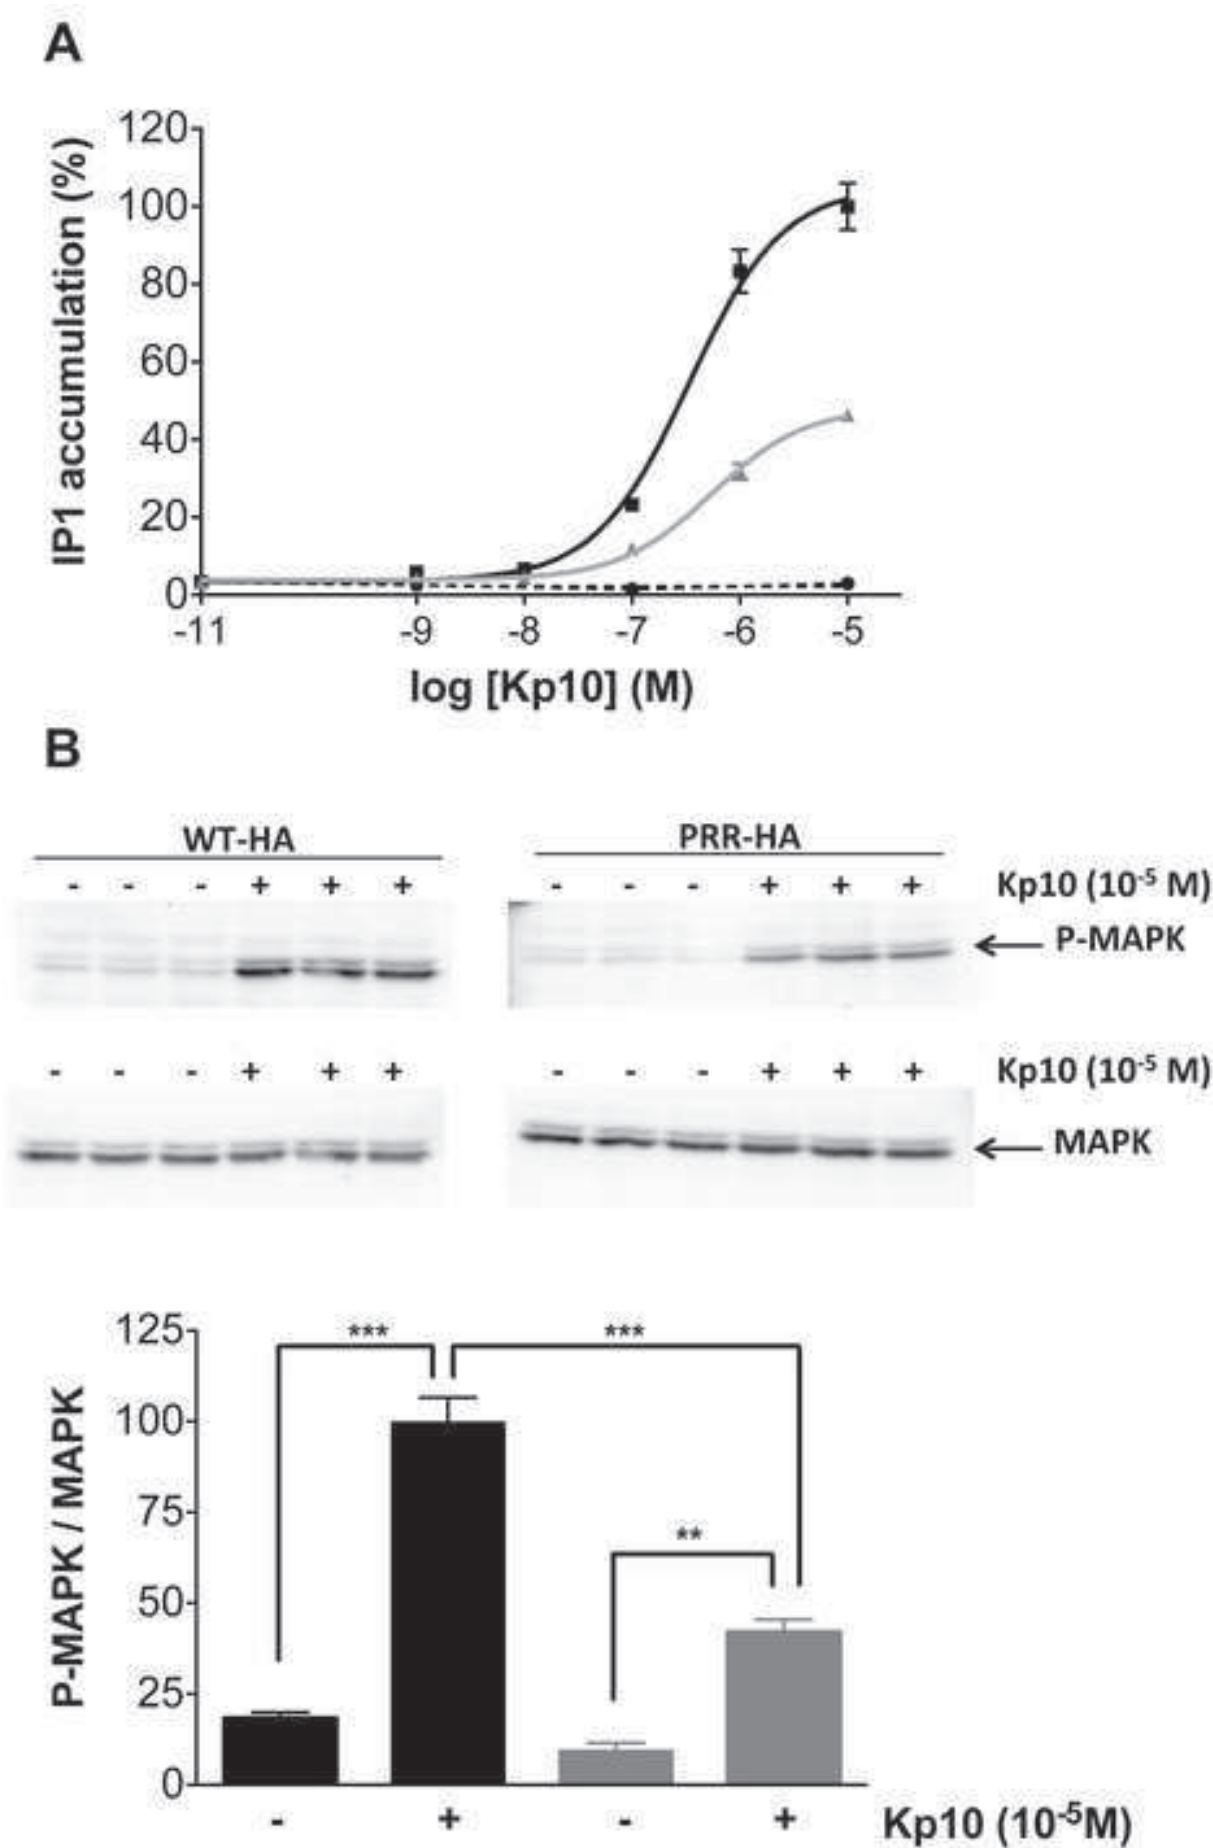 A
IP1 accumulation (%)
120
100
80
60
40
20
0
-11 -9 -8 -7 -6 -5
log [Kp10] (M)
B
WT-HA PRR-HA
- - - + + + - - - + + + Kp10 (10⁻⁵ M)
P-MAPK
- - - + + + - - - + + + Kp10 (10⁻⁵ M)
MAPK
P-MAPK / MAPK
125
100
75
50
25
0
*** ***
**
- + - + Kp10 (10⁻⁵M)